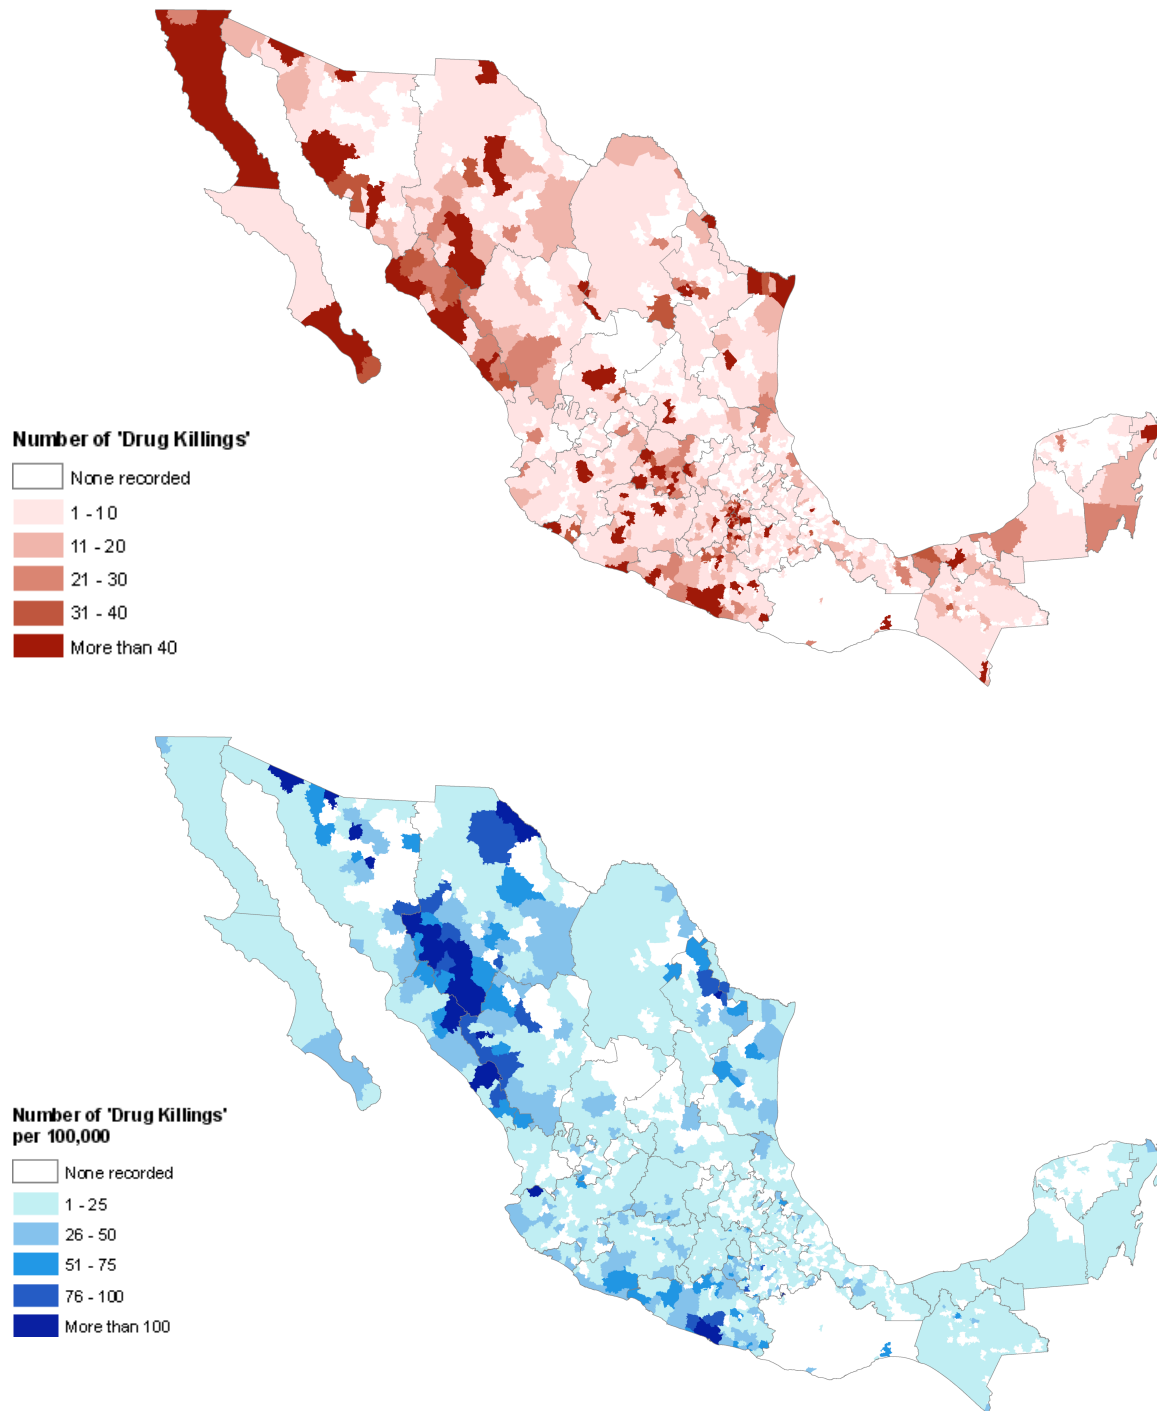 Number of 'Drug Killings'
None recorded
1 - 10
11 - 20
21 - 30
31 - 40
More than 40
Number of 'Drug Killings'
per 100,000
None recorded
1 - 25
26 - 50
51 - 75
76 - 100
More than 100